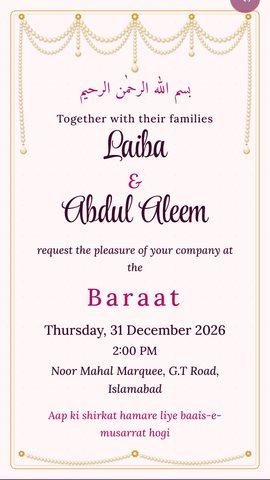 بسم الله الرحمٰن الرحيم
Together with their families
Laiba
&
Abdul Aleem
request the pleasure of your company at
the
Baraat
Thursday, 31 December 2026
2:00 PM
Noor Mahal Marquee, G.T Road,
Islamabad
Aap ki shirkat hamare liye baais-e-
musarrat hogi